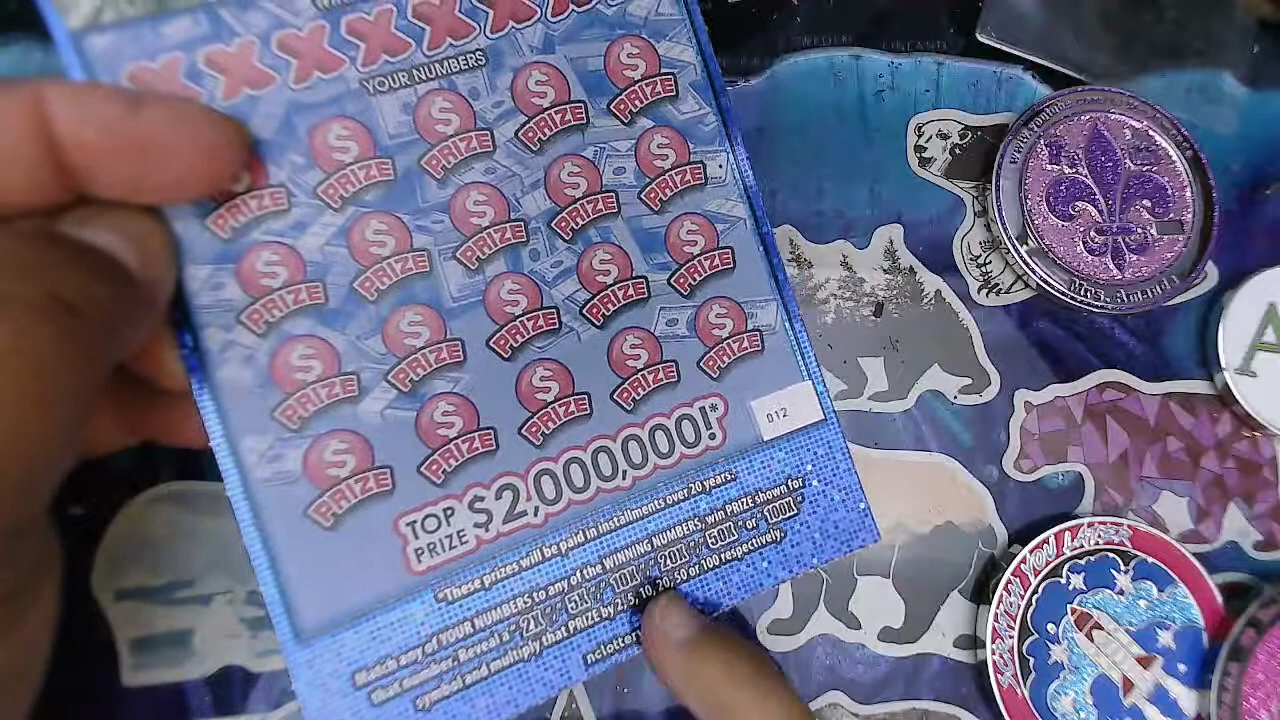 X X X X X X X
YOUR NUMBERS
$ $ $ $ $
PRIZE PRIZE PRIZE PRIZE PRIZE
$ $ $ $ $
PRIZE PRIZE PRIZE PRIZE PRIZE
$ $ $ $ $
PRIZE PRIZE PRIZE PRIZE PRIZE
$ $ $ $ $
PRIZE PRIZE PRIZE PRIZE PRIZE
012
TOP PRIZE $2,000,000!*
*These prizes will be paid in installments over 20 years.
Match any of YOUR NUMBERS to any of the WINNING NUMBERS, win PRIZE shown for
that number. Reveal a "2X", "5X", "10X", "20X", "50X" or "100X"
symbol and multiply that PRIZE by 2, 5, 10, 20, 50 or 100 respectively.
nclottery
Mrs. Amanda
A
SCRATCH YOU LATER